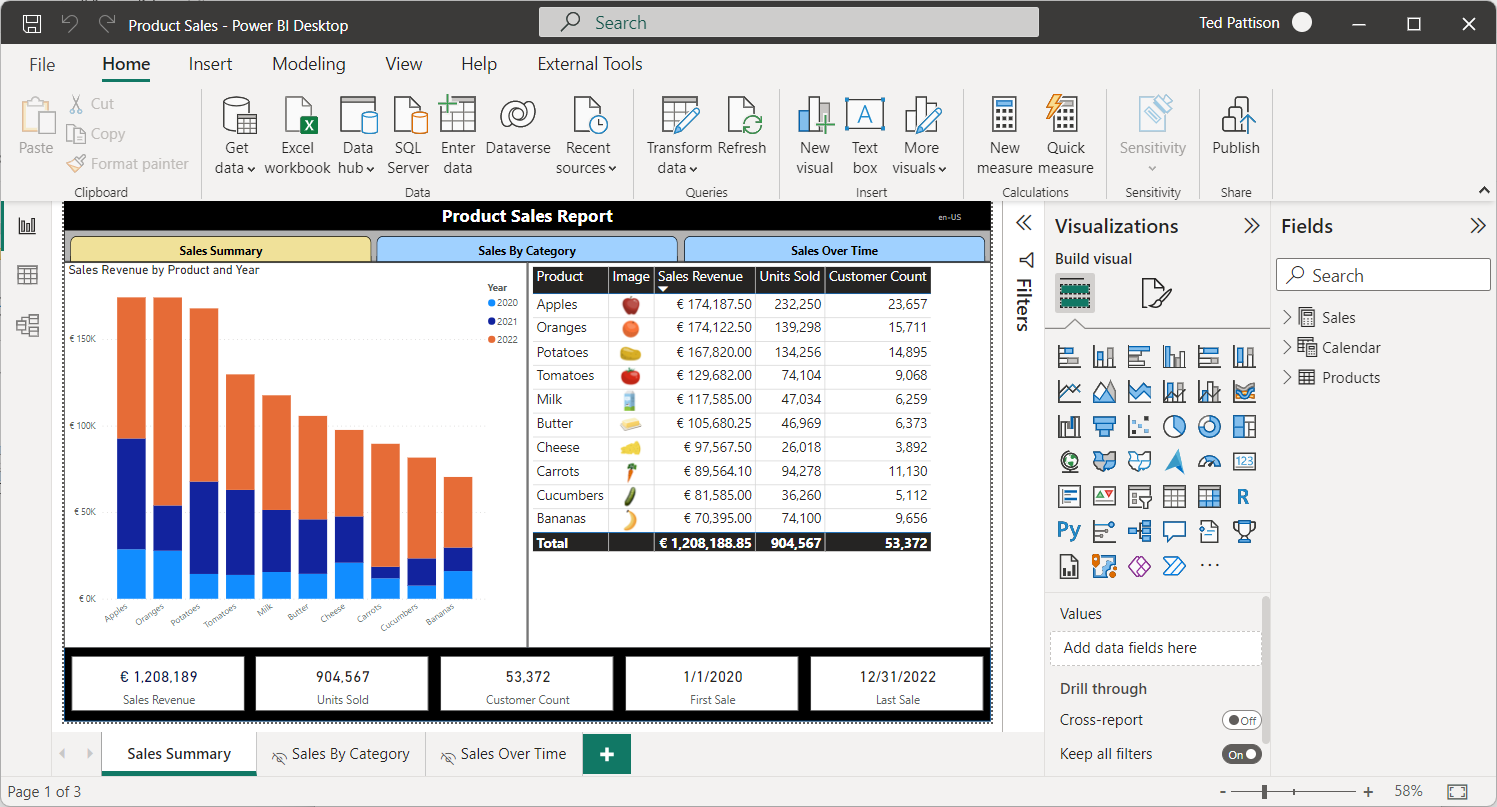 Product Sales - Power BI Desktop
Search
Ted Pattison
File Home Insert Modeling View Help External Tools
Paste
Cut
Copy
Format painter
Clipboard
Get data
Excel workbook
Data hub
SQL Server
Enter data
Dataverse
Recent sources
Data
Transform data
Refresh
Queries
New visual
Text box
More visuals
Insert
New measure
Quick measure
Calculations
Sensitivity
Sensitivity
Publish
Share
Product Sales Report
en-US
Sales Summary
Sales By Category
Sales Over Time
Sales Revenue by Product and Year
Year
2020
2021
2022
€ 150K
€ 100K
€ 50K
€ 0K
Apples
Oranges
Potatoes
Tomatoes
Milk
Butter
Cheese
Carrots
Cucumbers
Bananas
Product Image Sales Revenue Units Sold Customer Count
Apples € 174,187.50 232,250 23,657
Oranges € 174,122.50 139,298 15,711
Potatoes € 167,820.00 134,256 14,895
Tomatoes € 129,682.00 74,104 9,068
Milk € 117,585.00 47,034 6,259
Butter € 105,680.25 46,969 6,373
Cheese € 97,567.50 26,018 3,892
Carrots € 89,564.10 94,278 11,130
Cucumbers € 81,585.00 36,260 5,112
Bananas € 70,395.00 74,100 9,656
Total € 1,208,188.85 904,567 53,372
€ 1,208,189
Sales Revenue
904,567
Units Sold
53,372
Customer Count
1/1/2020
First Sale
12/31/2022
Last Sale
Filters
Visualizations
Build visual
123
R
Py
Values
Add data fields here
Drill through
Cross-report Off
Keep all filters On
Fields
Search
Sales
Calendar
Products
Sales Summary
Sales By Category
Sales Over Time
Page 1 of 3
58%